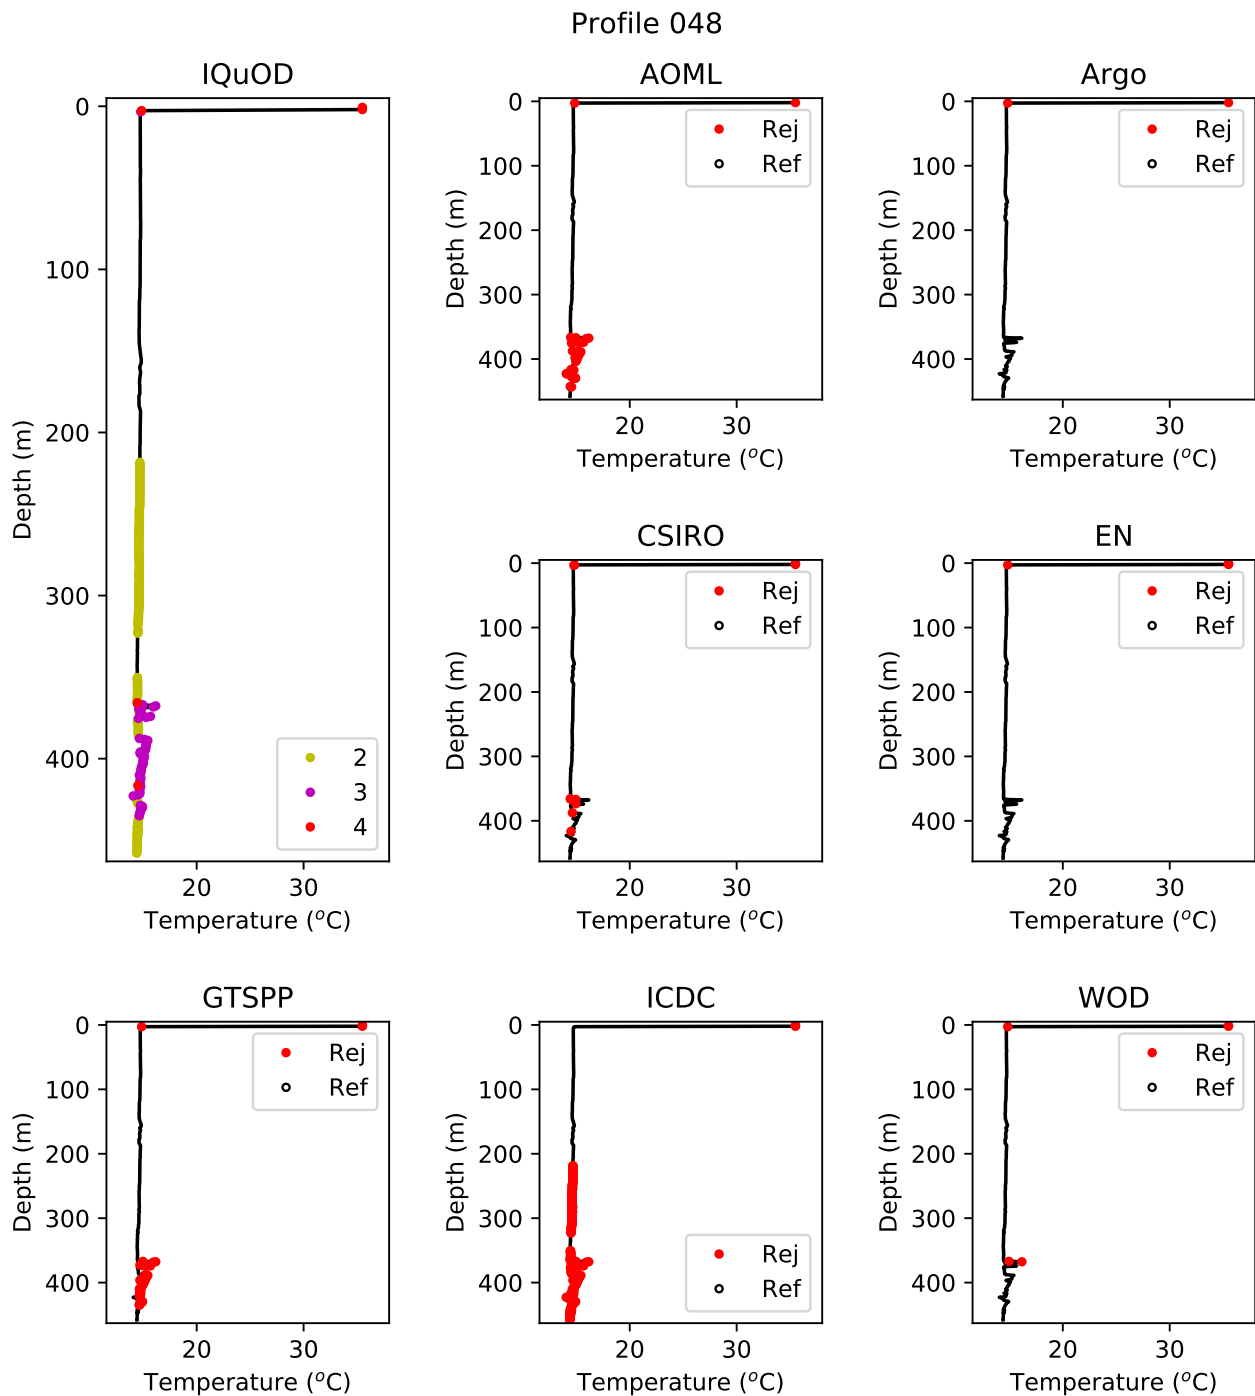 Profile 048
IQuOD
0
100
200
300
400
Depth (m)
20
30
Temperature (°C)
2
3
4
AOML
0
100
200
300
400
Depth (m)
20
30
Temperature (°C)
Rej
Ref
Argo
0
100
200
300
400
Depth (m)
20
30
Temperature (°C)
Rej
Ref
CSIRO
0
100
200
300
400
Depth (m)
20
30
Temperature (°C)
Rej
Ref
EN
0
100
200
300
400
Depth (m)
20
30
Temperature (°C)
Rej
Ref
GTSPP
0
100
200
300
400
Depth (m)
20
30
Temperature (°C)
Rej
Ref
ICDC
0
100
200
300
400
Depth (m)
20
30
Temperature (°C)
Rej
Ref
WOD
0
100
200
300
400
Depth (m)
20
30
Temperature (°C)
Rej
Ref